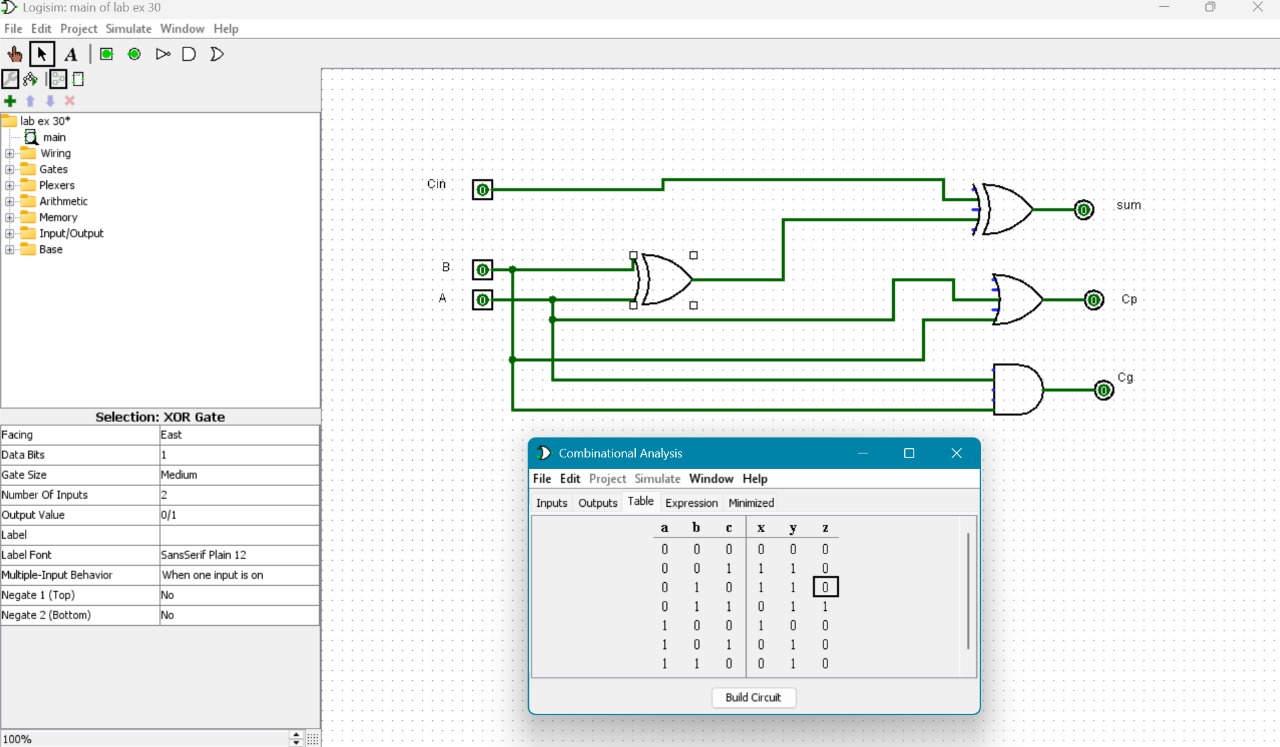 Logisim: main of lab ex 30
File Edit Project Simulate Window Help
A
lab ex 30*
main
Wiring
Gates
Plexers
Arithmetic
Memory
Input/Output
Base
Selection: XOR Gate
Facing East
Data Bits 1
Gate Size Medium
Number Of Inputs 2
Output Value 0/1
Label
Label Font SansSerif Plain 12
Multiple-Input Behavior When one input is on
Negate 1 (Top) No
Negate 2 (Bottom) No
100%
Cin 0
0 sum
B 0
A 0
0 Cp
0 Cg
Combinational Analysis
File Edit Project Simulate Window Help
Inputs Outputs Table Expression Minimized
a b c x y z
0 0 0 0 0 0
0 0 1 1 1 0
0 1 0 1 1 0
0 1 1 0 1 1
1 0 0 1 0 0
1 0 1 0 1 0
1 1 0 0 1 0
Build Circuit